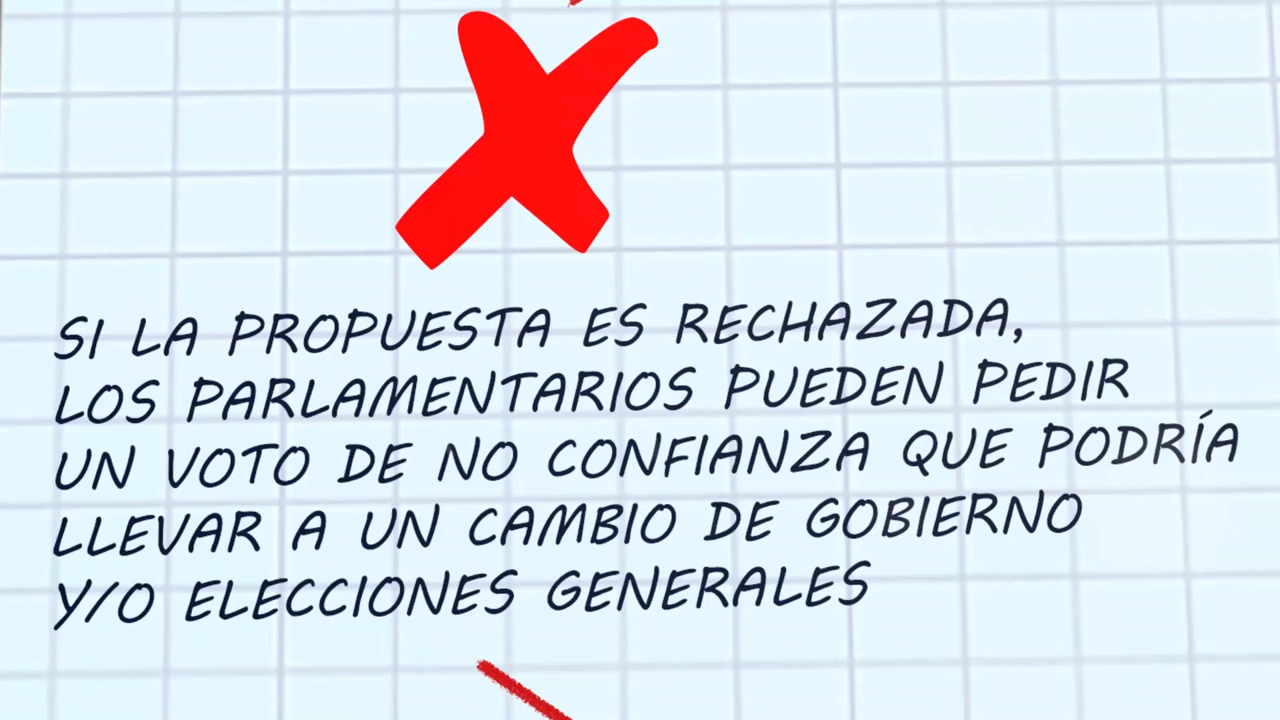 SI LA PROPUESTA ES RECHAZADA,
LOS PARLAMENTARIOS PUEDEN PEDIR
UN VOTO DE NO CONFIANZA QUE PODRÍA
LLEVAR A UN CAMBIO DE GOBIERNO
Y/O ELECCIONES GENERALES